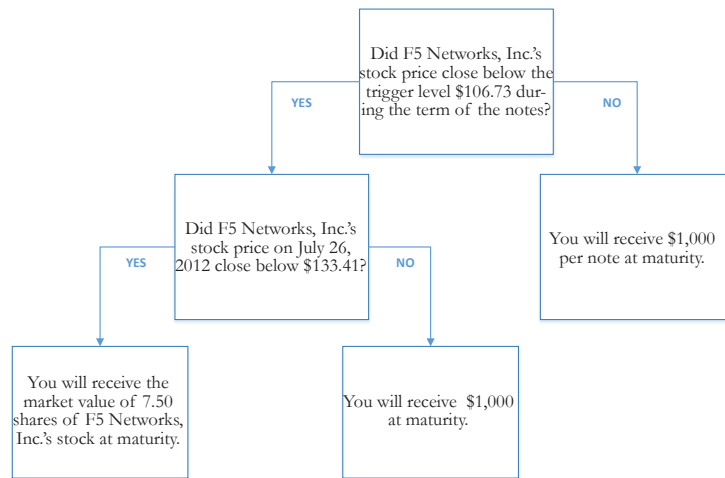 Did F5 Networks, Inc.'s
stock price close below the
trigger level $106.73 dur-
ing the term of the notes?
YES
NO
Did F5 Networks, Inc.'s
stock price on July 26,
2012 close below $133.41?
You will receive $1,000
per note at maturity.
YES
NO
You will receive the
market value of 7.50
shares of F5 Networks,
Inc.'s stock at maturity.
You will receive $1,000
at maturity.